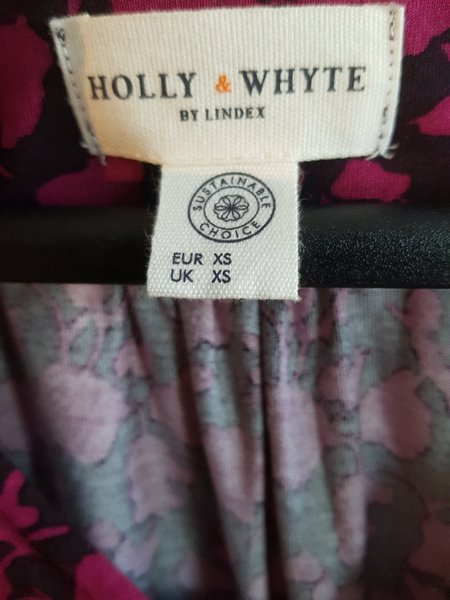 HOLLY & WHYTE
BY LINDEX
SUSTAINABLE
CHOICE
EUR XS
UK XS